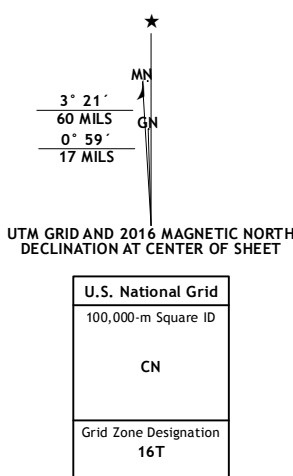 MN
3° 21´
60 MILS
GN
0° 59´
17 MILS
UTM GRID AND 2016 MAGNETIC NORTH
DECLINATION AT CENTER OF SHEET
U.S. National Grid
100,000-m Square ID
CN
Grid Zone Designation
16T